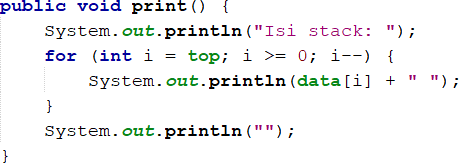 public void print() {
    System.out.println("Isi stack: ");
    for (int i = top; i >= 0; i--) {
        System.out.println(data[i] + " ");
    }
    System.out.println("");
}